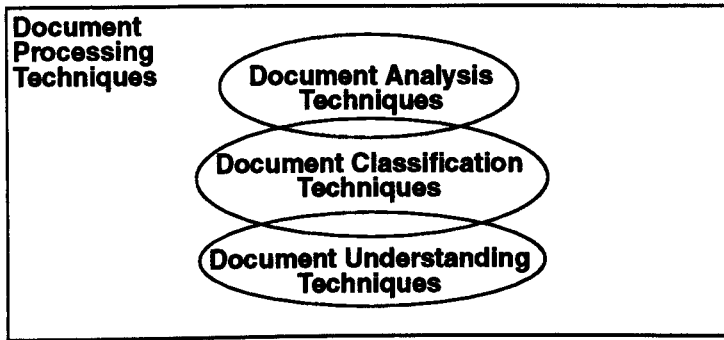 Document
Processing
Techniques
Document Analysis
Techniques
Document Classification
Techniques
Document Understanding
Techniques